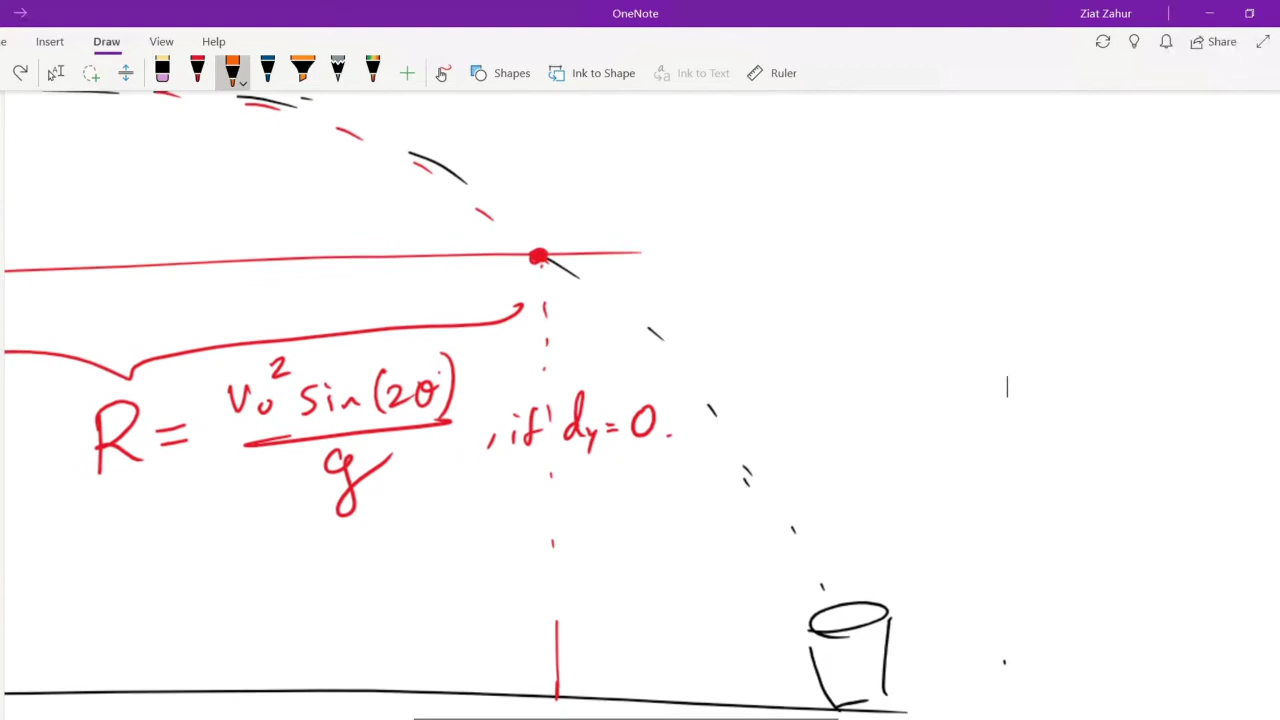 OneNote
Ziat Zahur
Insert Draw View Help
Share
Shapes Ink to Shape Ink to Text Ruler
R = v₀² sin(2θ) / g , if dy = 0.